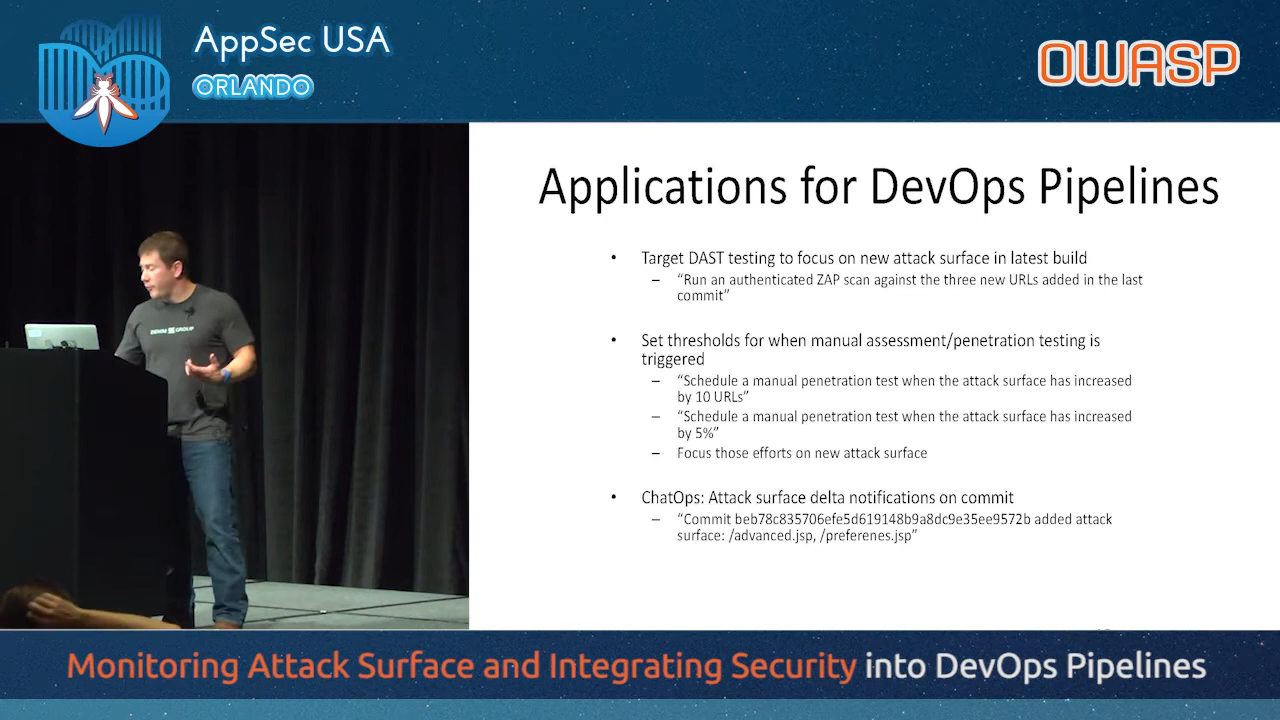 AppSec USA
ORLANDO
OWASP
DENIM GROUP
Applications for DevOps Pipelines
• Target DAST testing to focus on new attack surface in latest build
– “Run an authenticated ZAP scan against the three new URLs added in the last
commit”
• Set thresholds for when manual assessment/penetration testing is
triggered
– “Schedule a manual penetration test when the attack surface has increased
by 10 URLs”
– “Schedule a manual penetration test when the attack surface has increased
by 5%”
– Focus those efforts on new attack surface
• ChatOps: Attack surface delta notifications on commit
– “Commit beb78c835706efe5d619148b9a8dc9e35ee9572b added attack
surface: /advanced.jsp, /preferenes.jsp”
Monitoring Attack Surface and Integrating Security into DevOps Pipelines